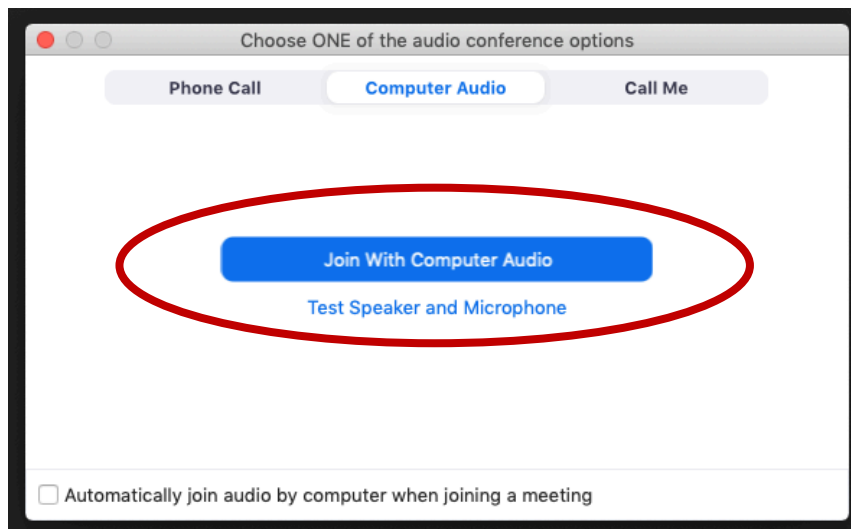 Choose ONE of the audio conference options
Phone Call Computer Audio Call Me
Join With Computer Audio
Test Speaker and Microphone
Automatically join audio by computer when joining a meeting